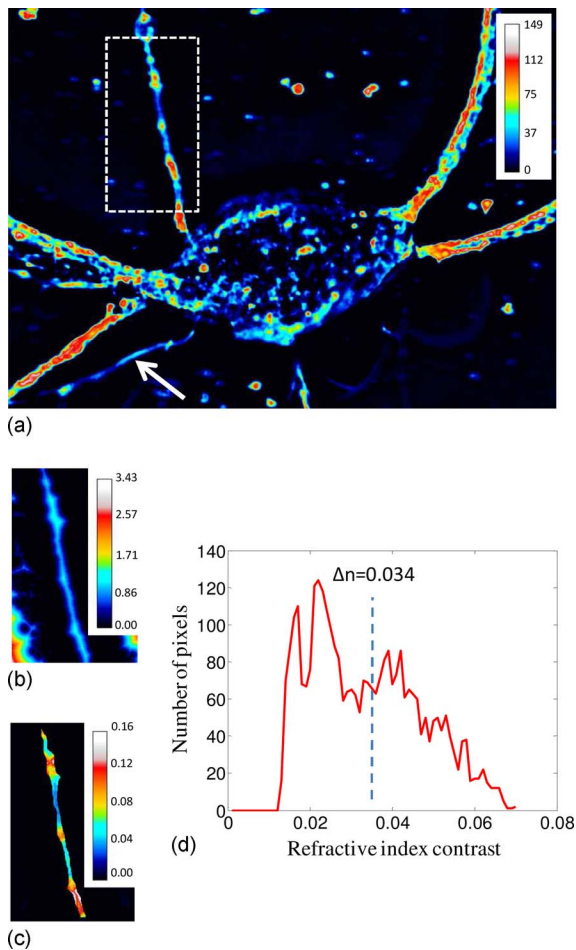 149
112
75
37
0
(a)
3.43
2.57
1.71
0.86
0.00
(b)
0.16
0.12
0.08
0.04
0.00
(c)
140
120
100
80
60
40
20
0
Number of pixels
Δn=0.034
0 0.02 0.04 0.06 0.08
Refractive index contrast
(d)